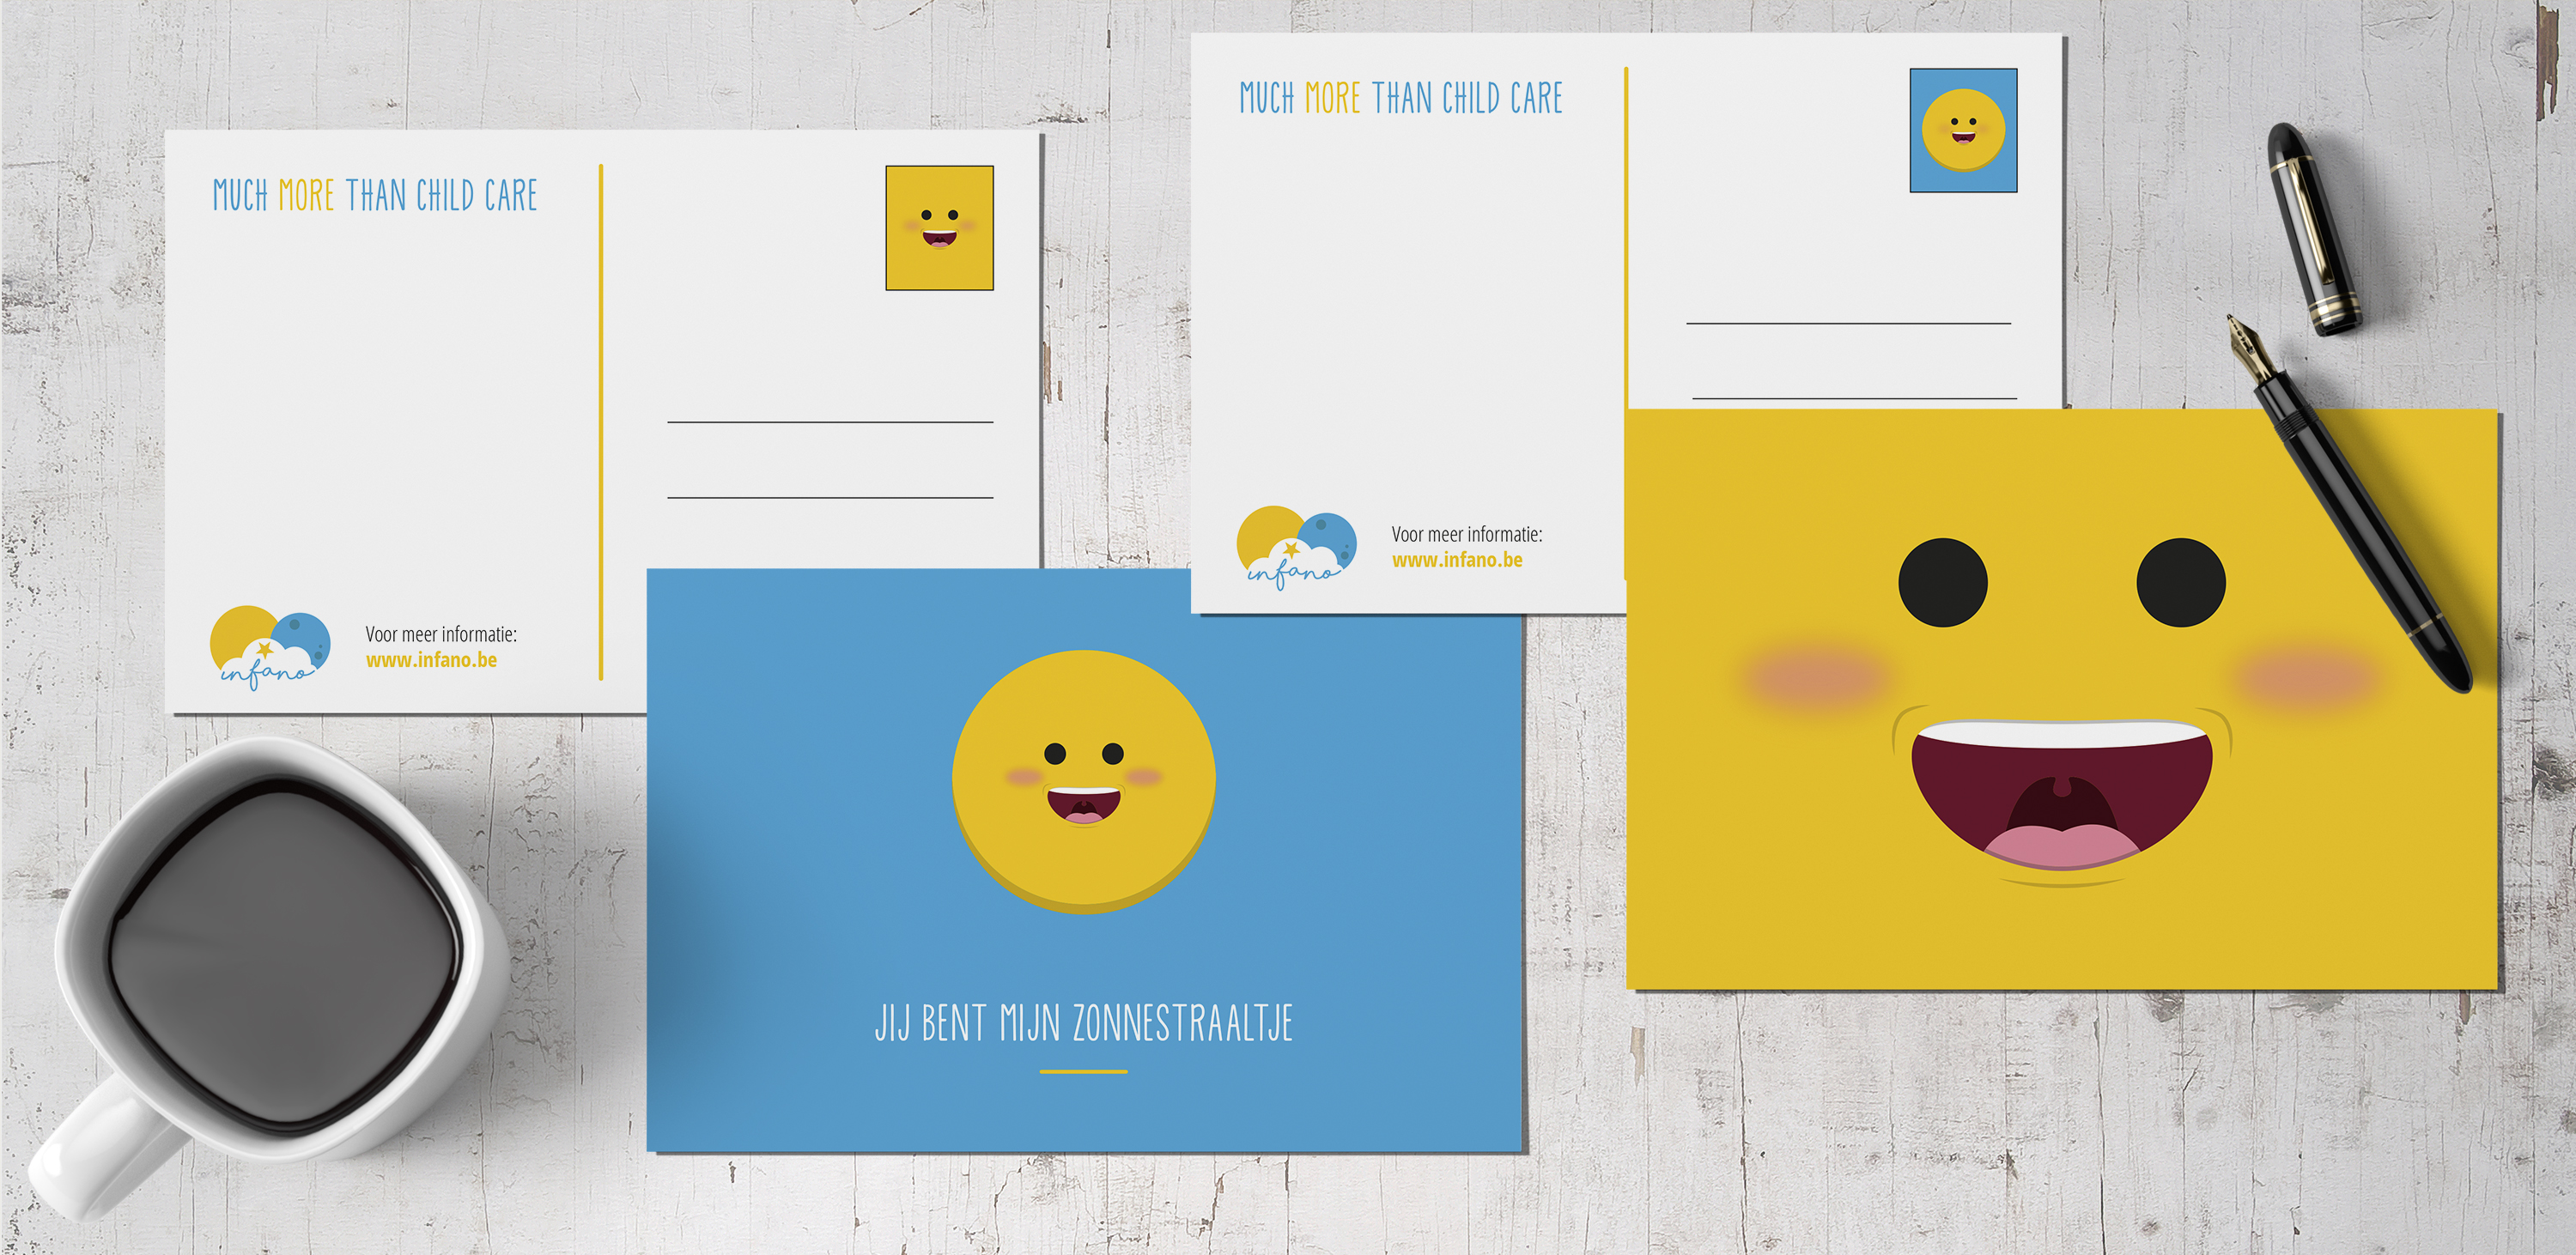 MUCH MORE THAN CHILD CARE
infano
Voor meer informatie:
www.infano.be
MUCH MORE THAN CHILD CARE
infano
Voor meer informatie:
www.infano.be
JIJ BENT MIJN ZONNESTRAALTJE